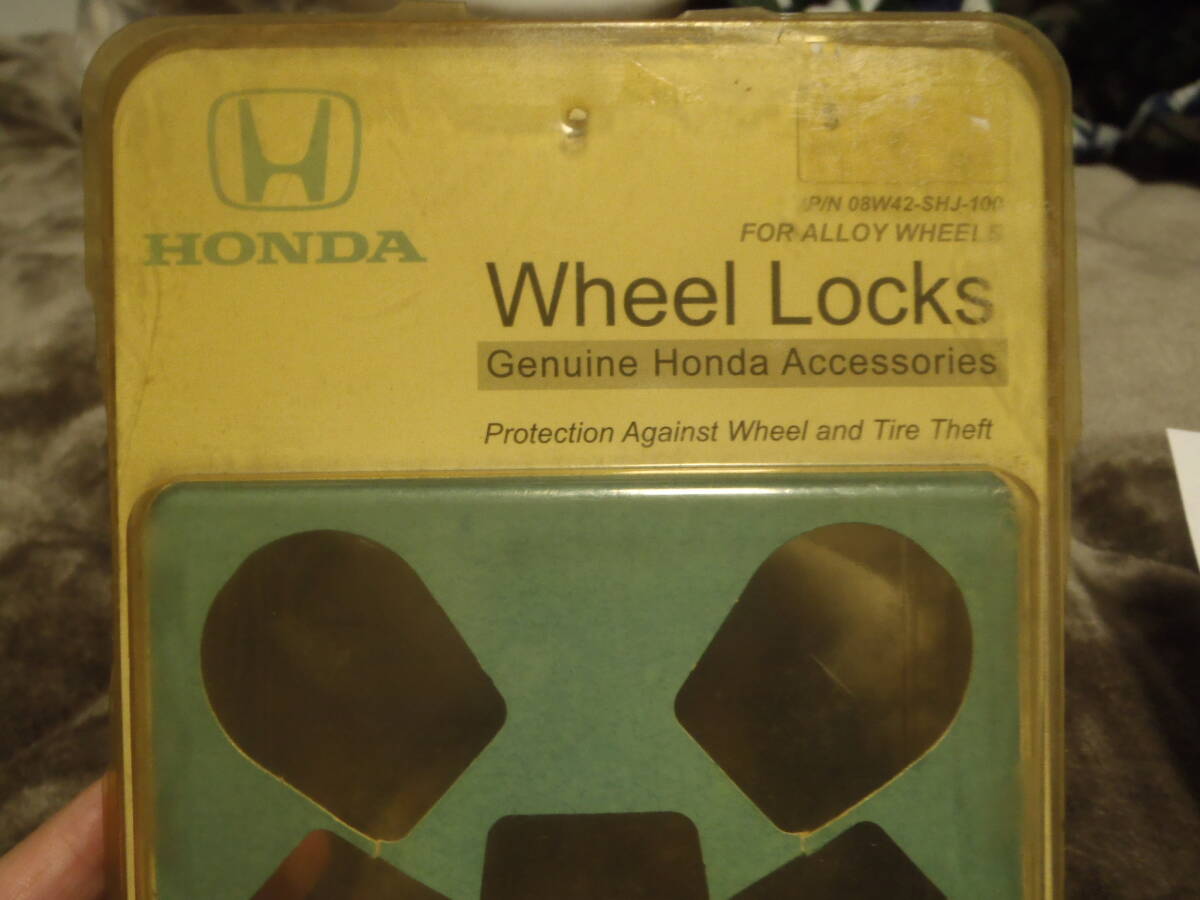 HONDA
P/N 08W42-SHJ-100
FOR ALLOY WHEELS
Wheel Locks
Genuine Honda Accessories
Protection Against Wheel and Tire Theft